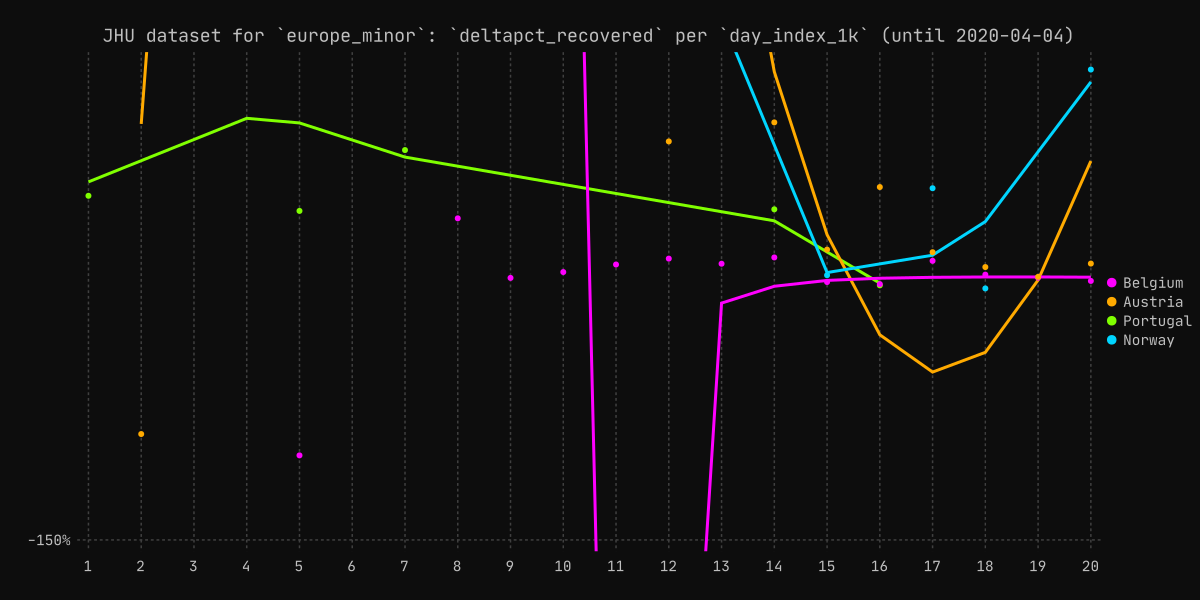 JHU dataset for `europe_minor`: `deltapct_recovered` per `day_index_1k` (until 2020-04-04)
Belgium
Austria
Portugal
Norway
-150%
1 2 3 4 5 6 7 8 9 10 11 12 13 14 15 16 17 18 19 20